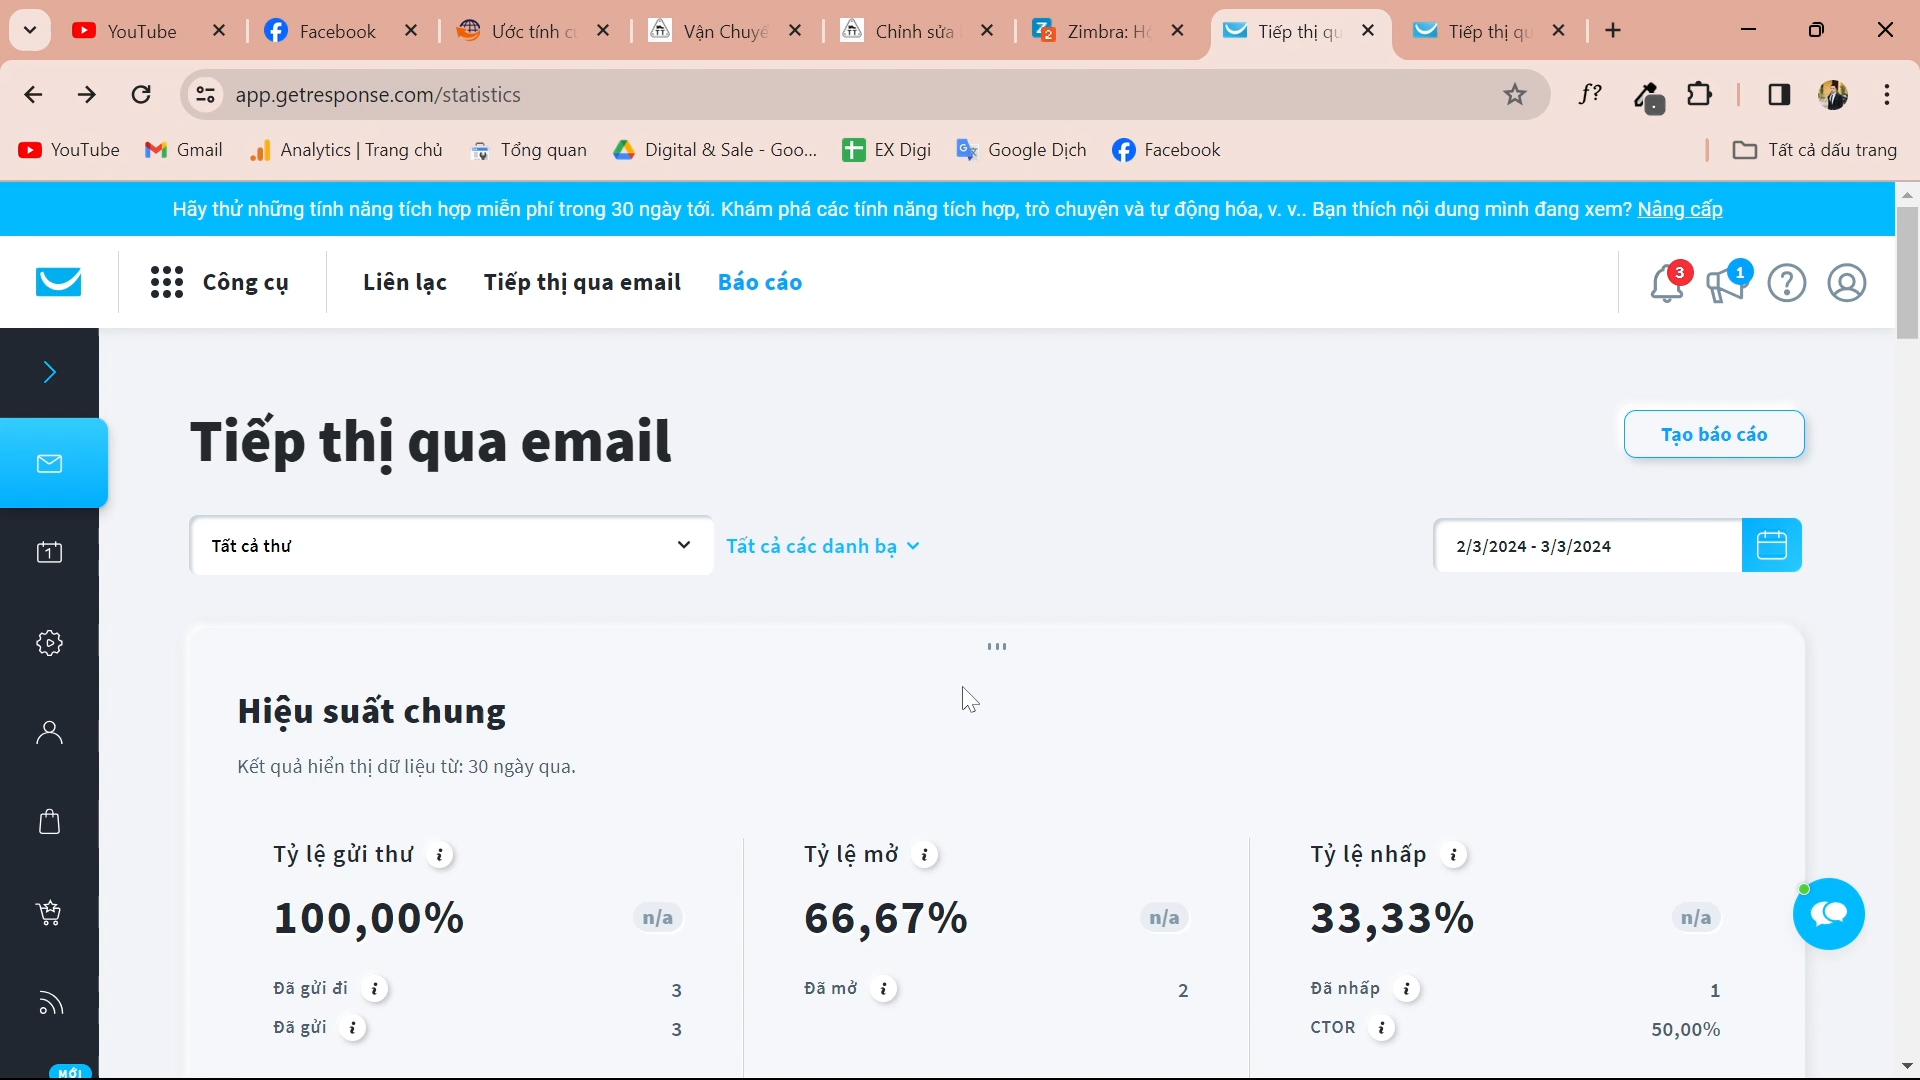 YouTube
Facebook
Ước tính cu
Vận Chuyể
Chỉnh sửa
Zimbra: Hộ
Tiếp thị qu
Tiếp thị qu
app.getresponse.com/statistics
f?
YouTube
Gmail
Analytics | Trang chủ
Tổng quan
Digital & Sale - Goo...
EX Digi
Google Dịch
Facebook
Tất cả dấu trang
Hãy thử những tính năng tích hợp miễn phí trong 30 ngày tới. Khám phá các tính năng tích hợp, trò chuyện và tự động hóa, v. v.. Bạn thích nội dung mình đang xem? Nâng cấp
Công cụ
Liên lạc
Tiếp thị qua email
Báo cáo
3
1
Tiếp thị qua email
Tạo báo cáo
Tất cả thư
Tất cả các danh bạ
2/3/2024 - 3/3/2024
Hiệu suất chung
Kết quả hiển thị dữ liệu từ: 30 ngày qua.
Tỷ lệ gửi thư
100,00%
n/a
Đã gửi đi
3
Đã gửi
3
Tỷ lệ mở
66,67%
n/a
Đã mở
2
Tỷ lệ nhấp
33,33%
n/a
Đã nhấp
1
CTOR
50,00%
MỚI